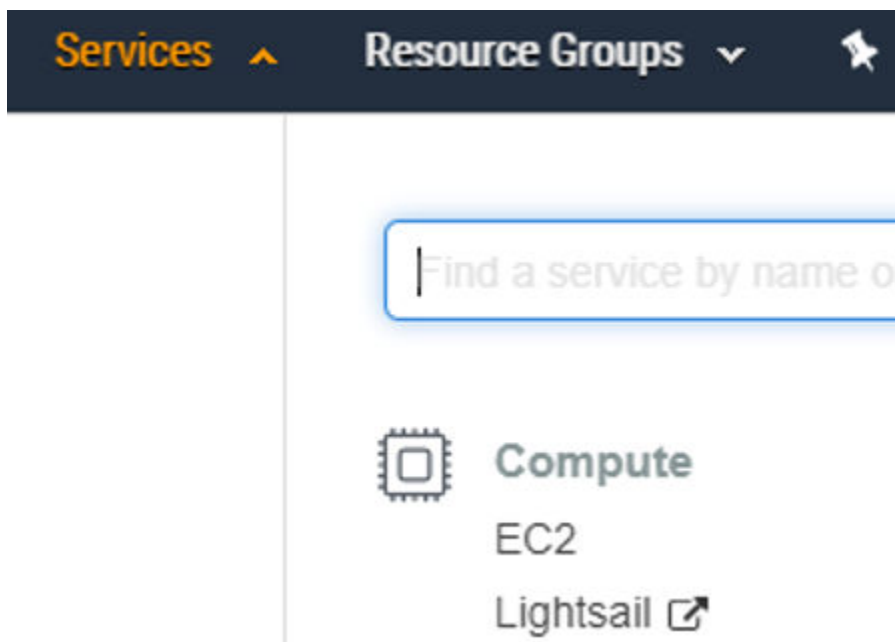 Services Resource Groups
Find a service by name o
Compute
EC2
Lightsail